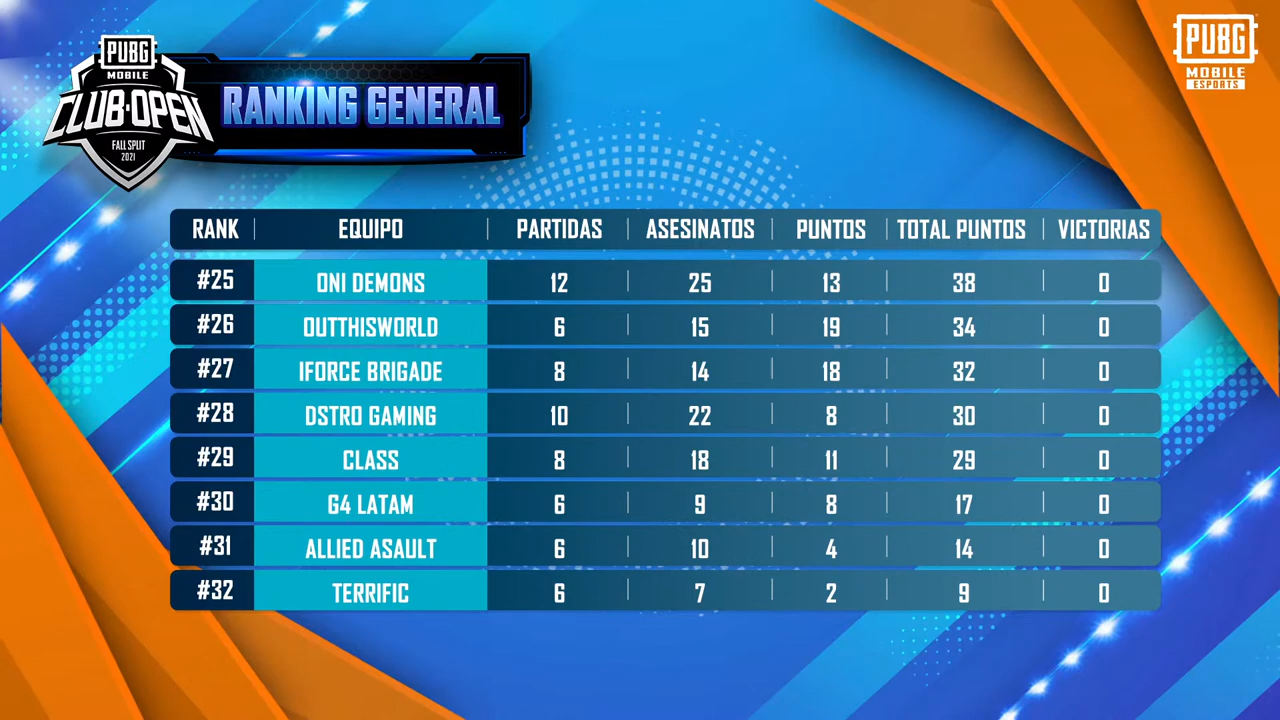 PUBG
MOBILE
CLUB·OPEN
FALL SPLIT
2021
RANKING GENERAL
PUBG
MOBILE
ESPORTS
RANK EQUIPO PARTIDAS ASESINATOS PUNTOS TOTAL PUNTOS VICTORIAS
#25 ONI DEMONS 12 25 13 38 0
#26 OUTTHISWORLD 6 15 19 34 0
#27 IFORCE BRIGADE 8 14 18 32 0
#28 DSTRO GAMING 10 22 8 30 0
#29 CLASS 8 18 11 29 0
#30 G4 LATAM 6 9 8 17 0
#31 ALLIED ASAULT 6 10 4 14 0
#32 TERRIFIC 6 7 2 9 0